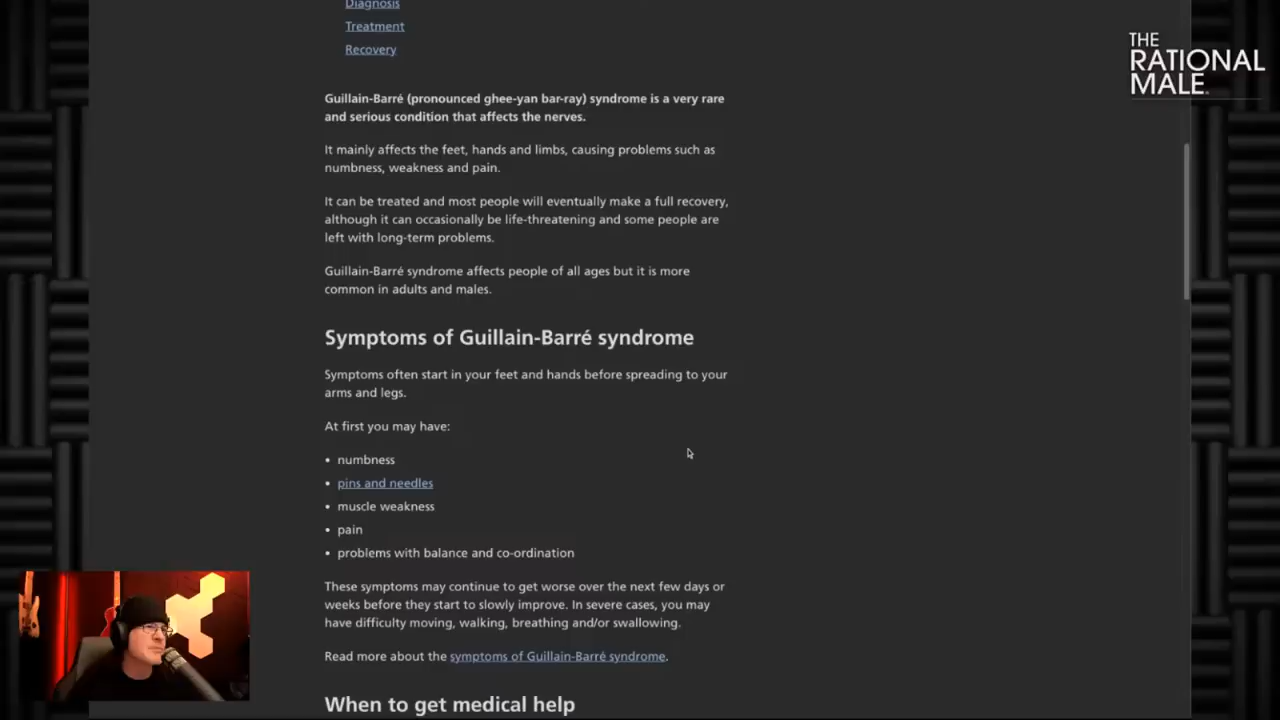 Diagnosis
Treatment
Recovery
THE
RATIONAL
MALE
Guillain-Barré (pronounced ghee-yan bar-ray) syndrome is a very rare
and serious condition that affects the nerves.
It mainly affects the feet, hands and limbs, causing problems such as
numbness, weakness and pain.
It can be treated and most people will eventually make a full recovery,
although it can occasionally be life-threatening and some people are
left with long-term problems.
Guillain-Barré syndrome affects people of all ages but it is more
common in adults and males.
Symptoms of Guillain-Barré syndrome
Symptoms often start in your feet and hands before spreading to your
arms and legs.
At first you may have:
• numbness
• pins and needles
• muscle weakness
• pain
• problems with balance and co-ordination
These symptoms may continue to get worse over the next few days or
weeks before they start to slowly improve. In severe cases, you may
have difficulty moving, walking, breathing and/or swallowing.
Read more about the symptoms of Guillain-Barré syndrome.
When to get medical help